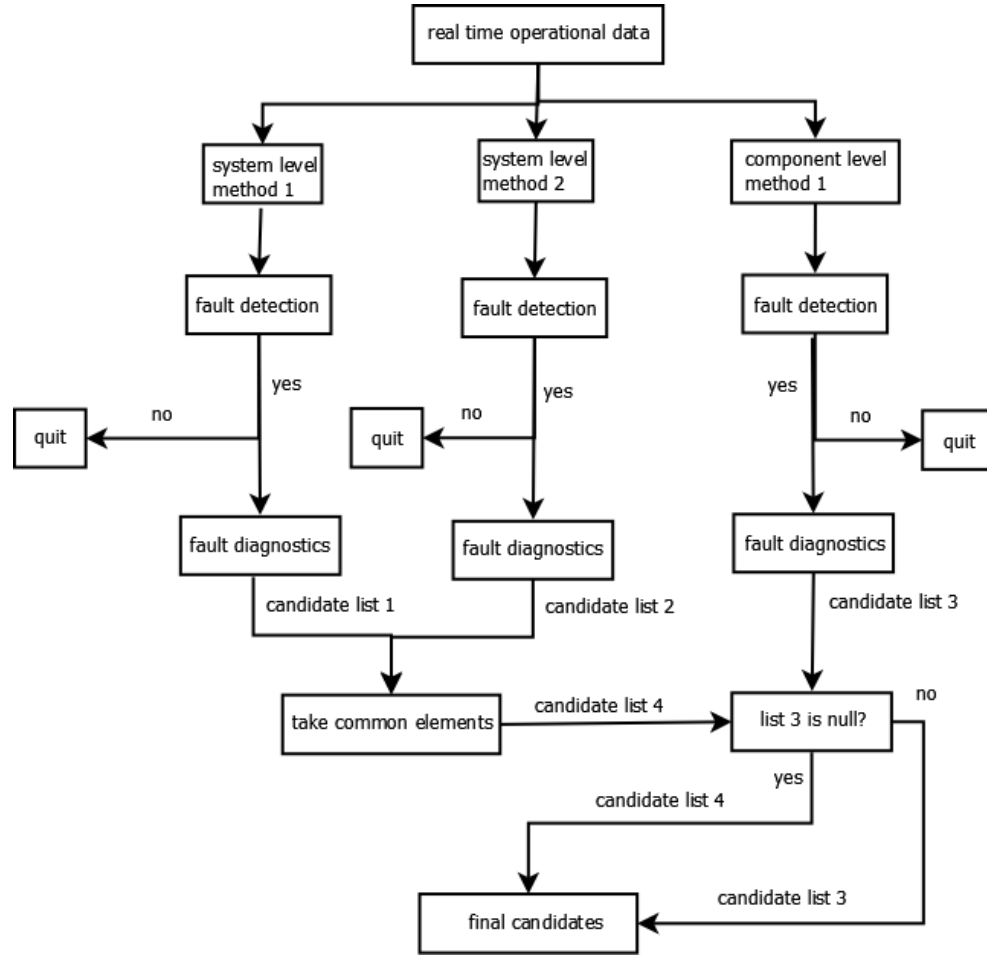 real time operational data
system level
method 1
system level
method 2
component level
method 1
fault detection
fault detection
fault detection
yes
yes
yes
no
no
no
quit
quit
quit
fault diagnostics
fault diagnostics
fault diagnostics
candidate list 1
candidate list 2
candidate list 3
take common elements
candidate list 4
list 3 is null?
no
yes
candidate list 4
candidate list 3
final candidates